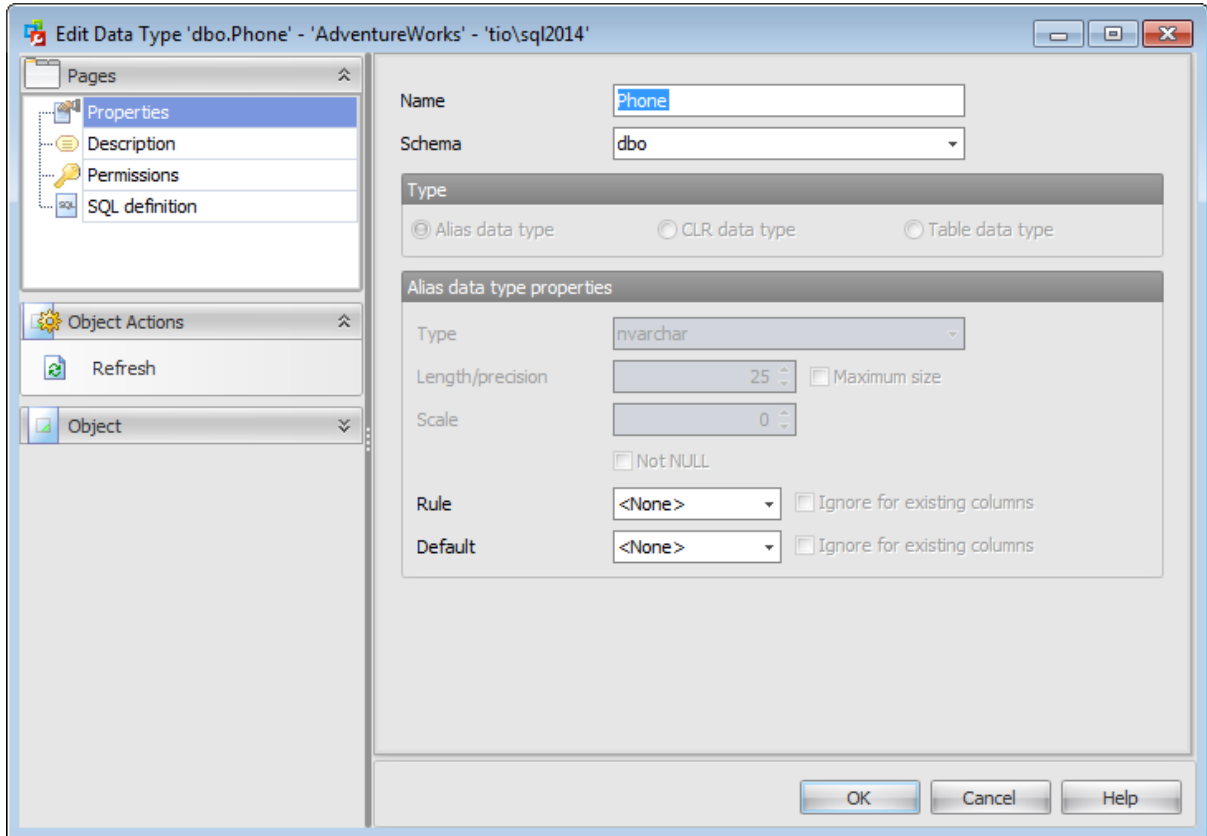 Edit Data Type 'dbo.Phone' - 'AdventureWorks' - 'tio\sql2014'
Pages
Properties
Description
Permissions
SQL SQL definition
Object Actions
Refresh
Object
Name Phone
Schema dbo
Type
Alias data type CLR data type Table data type
Alias data type properties
Type nvarchar
Length/precision 25 Maximum size
Scale 0
Not NULL
Rule <None> Ignore for existing columns
Default <None> Ignore for existing columns
OK Cancel Help